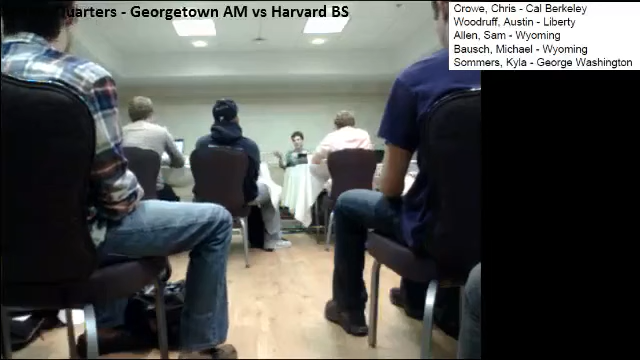 Quarters - Georgetown AM vs Harvard BS
Crowe, Chris - Cal Berkeley
Woodruff, Austin - Liberty
Allen, Sam - Wyoming
Bausch, Michael - Wyoming
Sommers, Kyla - George Washington